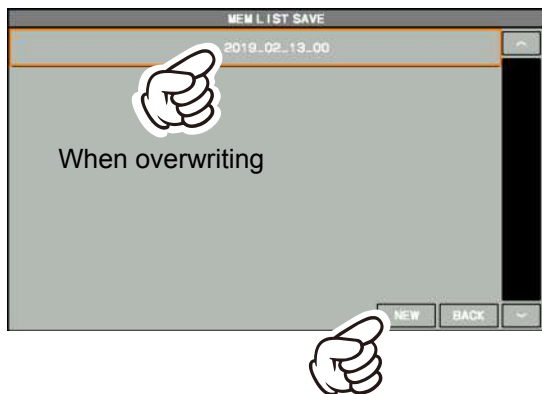 MEM LIST SAVE
2019_02_13_00
When overwriting
NEW BACK